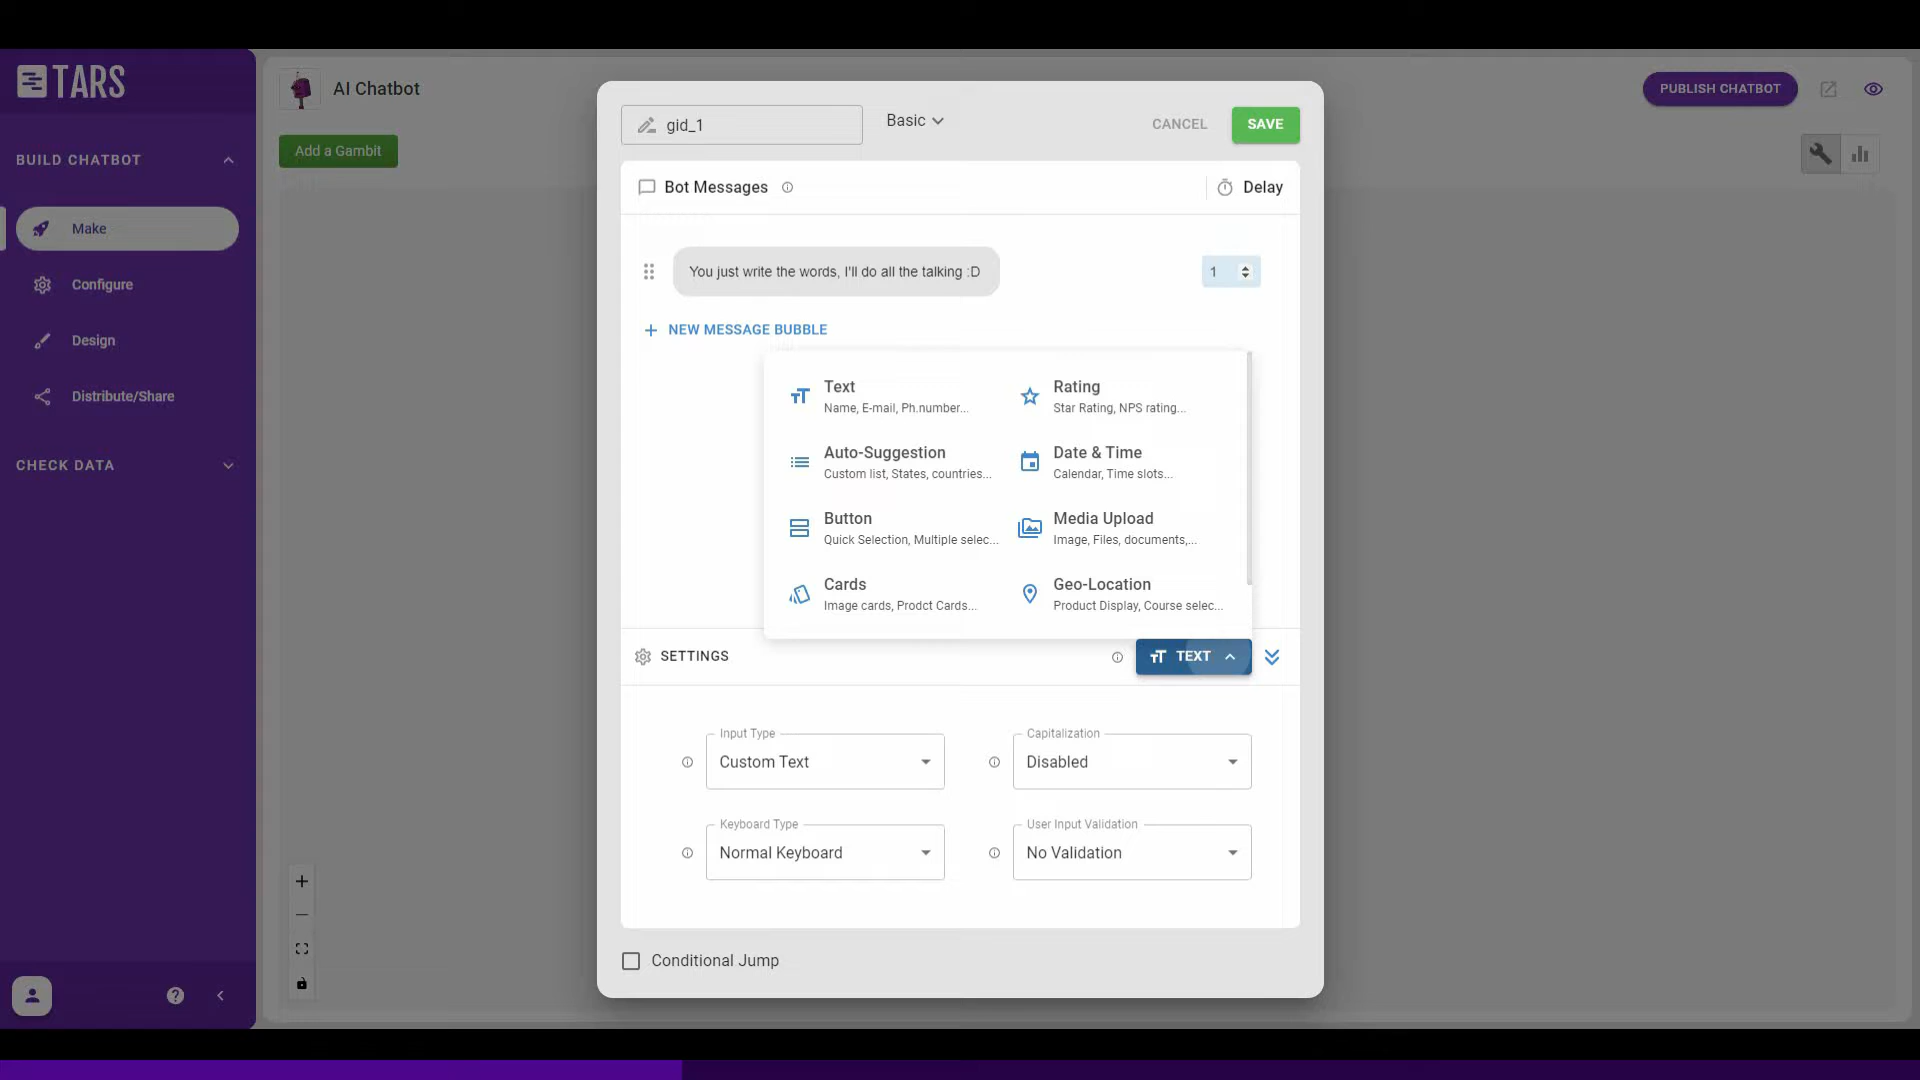 TARS
AI Chatbot
PUBLISH CHATBOT
Add a Gambit
BUILD CHATBOT
Make
Configure
Design
Distribute/Share
CHECK DATA
gid_1
Basic
CANCEL
SAVE
Bot Messages
Delay
You just write the words, I'll do all the talking :D
1
NEW MESSAGE BUBBLE
Text
Name, E-mail, Ph.number...
Rating
Star Rating, NPS rating...
Auto-Suggestion
Custom list, States, countries...
Date & Time
Calendar, Time slots...
Button
Quick Selection, Multiple selec...
Media Upload
Image, Files, documents,...
Cards
Image cards, Prodct Cards...
Geo-Location
Product Display, Course selec...
SETTINGS
TEXT
Input Type
Custom Text
Capitalization
Disabled
Keyboard Type
Normal Keyboard
User Input Validation
No Validation
Conditional Jump